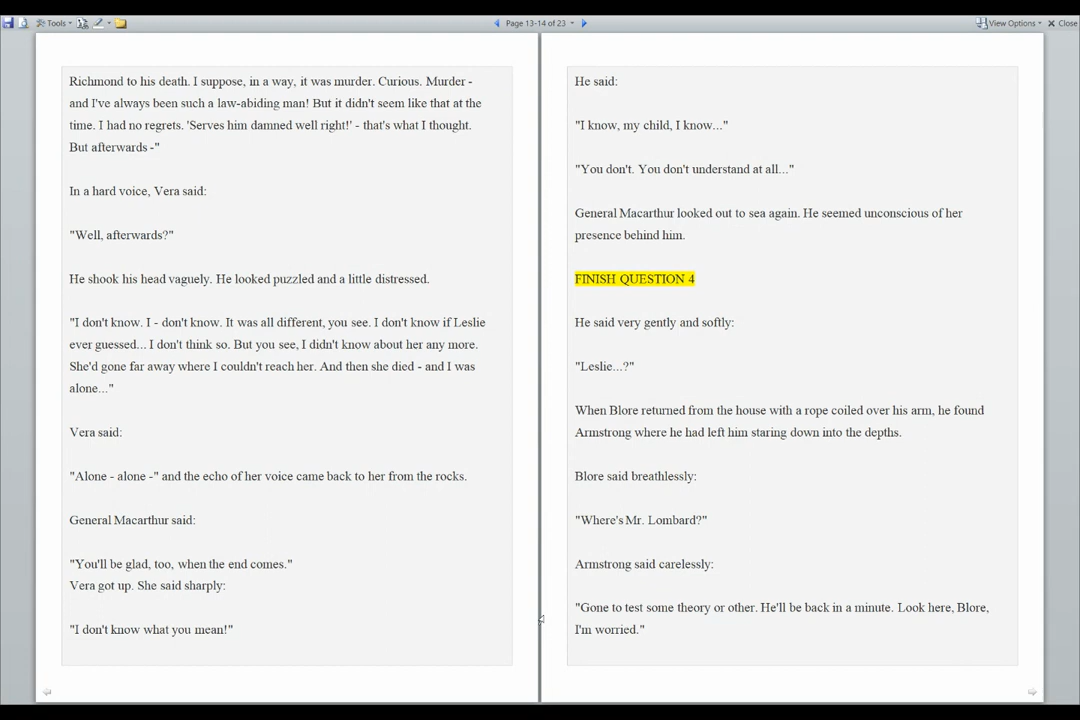 Tools
Page 13-14 of 23
View Options
Close
Richmond to his death. I suppose, in a way, it was murder. Curious. Murder -
and I've always been such a law-abiding man! But it didn't seem like that at the
time. I had no regrets. 'Serves him damned well right!' - that's what I thought.
But afterwards -"
In a hard voice, Vera said:
"Well, afterwards?"
He shook his head vaguely. He looked puzzled and a little distressed.
"I don't know. I - don't know. It was all different, you see. I don't know if Leslie
ever guessed... I don't think so. But you see, I didn't know about her any more.
She'd gone far away where I couldn't reach her. And then she died - and I was
alone..."
Vera said:
"Alone - alone -" and the echo of her voice came back to her from the rocks.
General Macarthur said:
"You'll be glad, too, when the end comes."
Vera got up. She said sharply:
"I don't know what you mean!"
He said:
"I know, my child, I know..."
"You don't. You don't understand at all..."
General Macarthur looked out to sea again. He seemed unconscious of her
presence behind him.
FINISH QUESTION 4
He said very gently and softly:
"Leslie...?"
When Blore returned from the house with a rope coiled over his arm, he found
Armstrong where he had left him staring down into the depths.
Blore said breathlessly:
"Where's Mr. Lombard?"
Armstrong said carelessly:
"Gone to test some theory or other. He'll be back in a minute. Look here, Blore,
I'm worried."